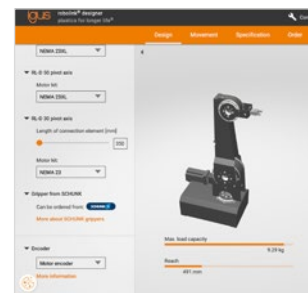 igus
robolink® designer
plastics for longer life®
Design
Movement
Specification
Order
NEMA 23XL
RL-D 50 pivot axis
Motor kit:
NEMA 23XL
RL-D 30 pivot axis
Length of connection element [mm]
Motor kit:
NEMA 23
Gripper from SCHUNK
Can be ordered from:
More about SCHUNK grippers
Encoder
Motor encoder
More information
Max. load capacity
Reach
491 mm